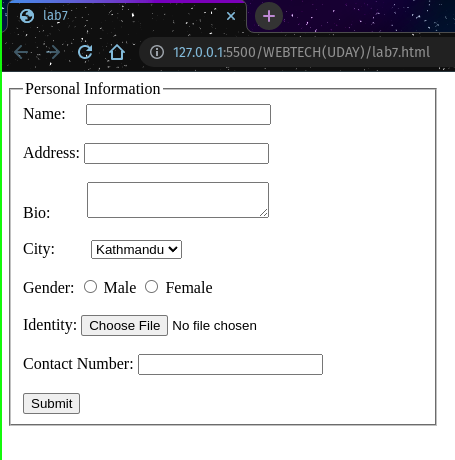 lab7
127.0.0.1:5500/WEBTECH(UDAY)/lab7.html
Personal Information
Name:
Address:
Bio:
City: Kathmandu
Gender: Male Female
Identity: Choose File No file chosen
Contact Number:
Submit